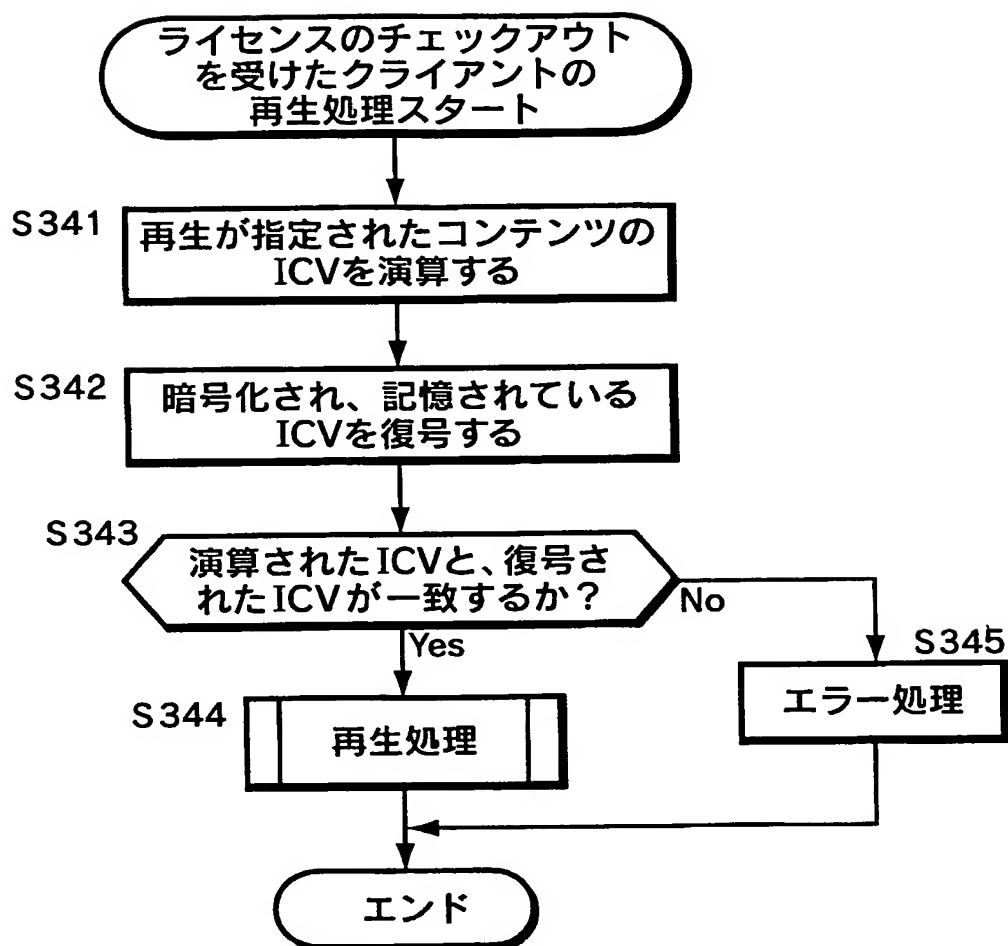 ライセンスのチェックアウト
を受けたクライアントの
再生処理スタート
S341
再生が指定されたコンテンツの
ICVを演算する
S342
暗号化され、記憶されている
ICVを復号する
S343
演算されたICVと、復号さ
れたICVが一致するか？
No
Yes
S345
エラー処理
S344
再生処理
エンド